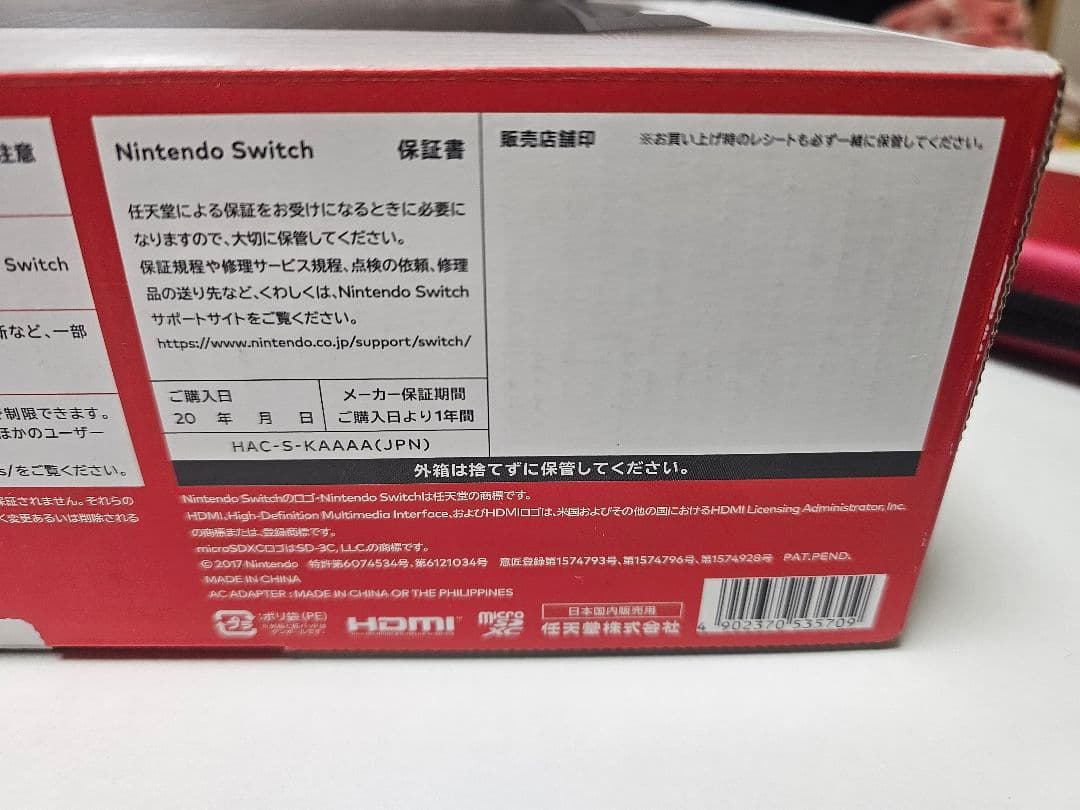 注意
Switch
新など、一部
制限できます。
ほかのユーザー
s/をご覧ください。
保証されません。それらの
く変更あるいは削除される
Nintendo Switch 保証書
任天堂による保証をお受けになるときに必要に
なりますので、大切に保管してください。
保証規程や修理サービス規程、点検の依頼、修理
品の送り先など、くわしくは、Nintendo Switch
サポートサイトをご覧ください。
https://www.nintendo.co.jp/support/switch/
ご購入日
20 年 月 日
メーカー保証期間
ご購入日より1年間
HAC-S-KAAAA(JPN)
販売店舗印 ※お買い上げ時のレシートも必ず一緒に保管してください。
外箱は捨てずに保管してください。
Nintendo Switchのロゴ・Nintendo Switchは任天堂の商標です。
HDMI、High-Definition Multimedia Interface、およびHDMIロゴは、米国およびその他の国におけるHDMI Licensing Administrator, Inc.
の商標または、登録商標です。
microSDXCロゴはSD-3C, LLC.の商標です。
© 2017 Nintendo 特許第6074534号、第6121034号 意匠登録第1574793号、第1574796号、第1574928号 PAT.PEND.
MADE IN CHINA
AC ADAPTER : MADE IN CHINA OR THE PHILIPPINES
プラ
:ポリ袋(PE)
HDMI™
micro SD XC
日本国内販売用
任天堂株式会社
4 902370 535709